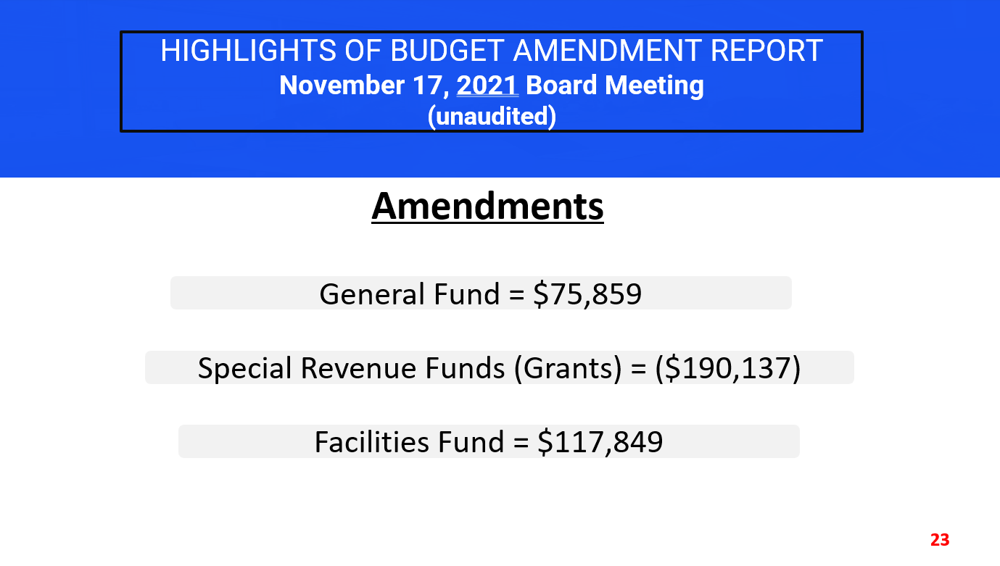 HIGHLIGHTS OF BUDGET AMENDMENT REPORT
November 17, 2021 Board Meeting
(unaudited)
Amendments
General Fund = $75,859
Special Revenue Funds (Grants) = ($190,137)
Facilities Fund = $117,849
23